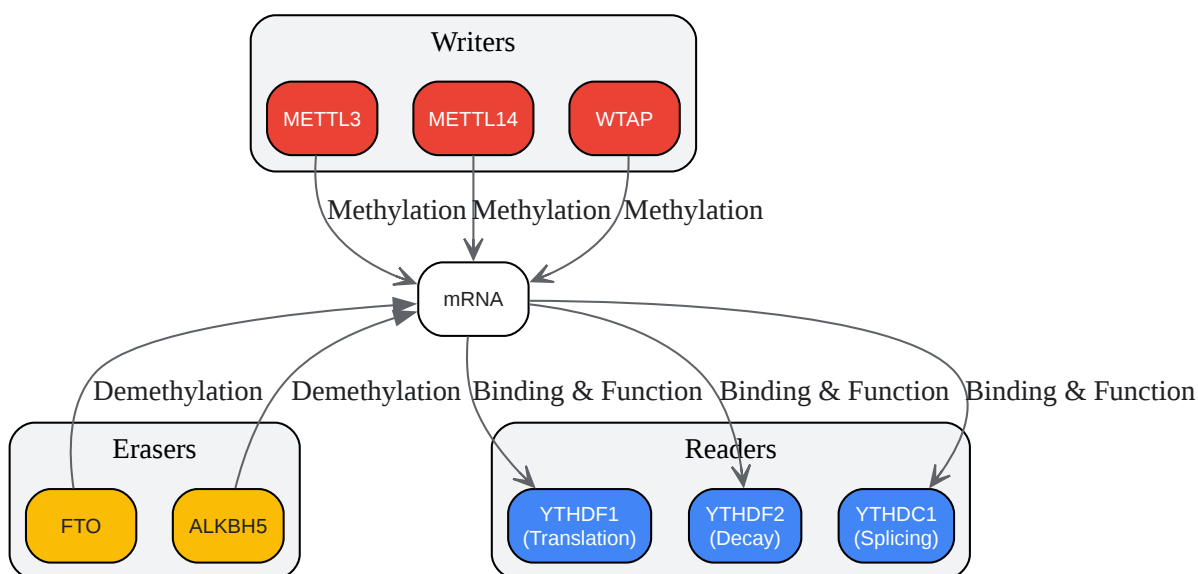 Writers
METTL3
METTL14
WTAP
Methylation
Methylation
Methylation
mRNA
Demethylation
Demethylation
Binding & Function
Binding & Function
Binding & Function
Erasers
FTO
ALKBH5
Readers
YTHDF1
(Translation)
YTHDF2
(Decay)
YTHDC1
(Splicing)